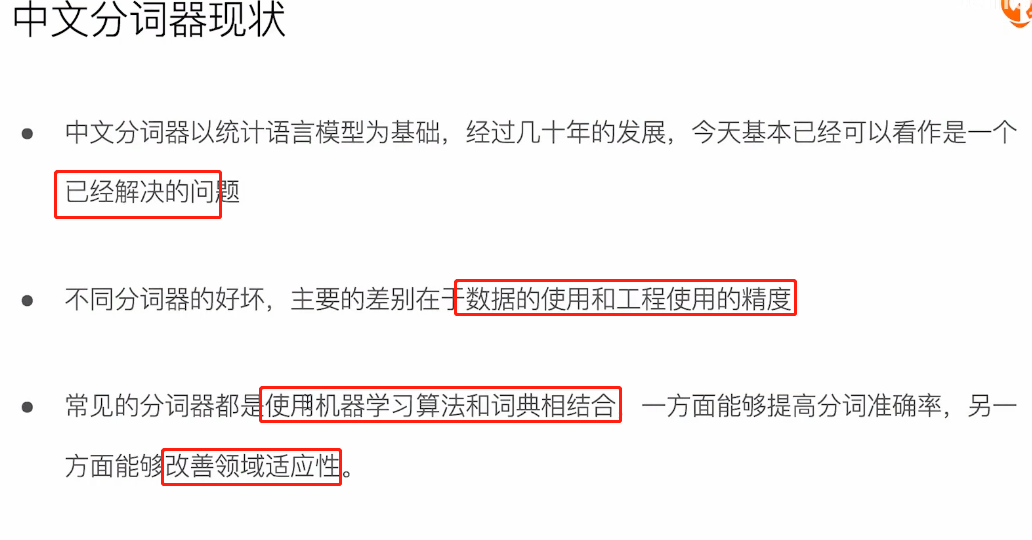 中文分词器现状
中文分词器以统计语言模型为基础，经过几十年的发展，今天基本已经可以看作是一个
已经解决的问题
不同分词器的好坏，主要的差别在于数据的使用和工程使用的精度
常见的分词器都是使用机器学习算法和词典相结合，一方面能够提高分词准确率，另一
方面能够改善领域适应性。